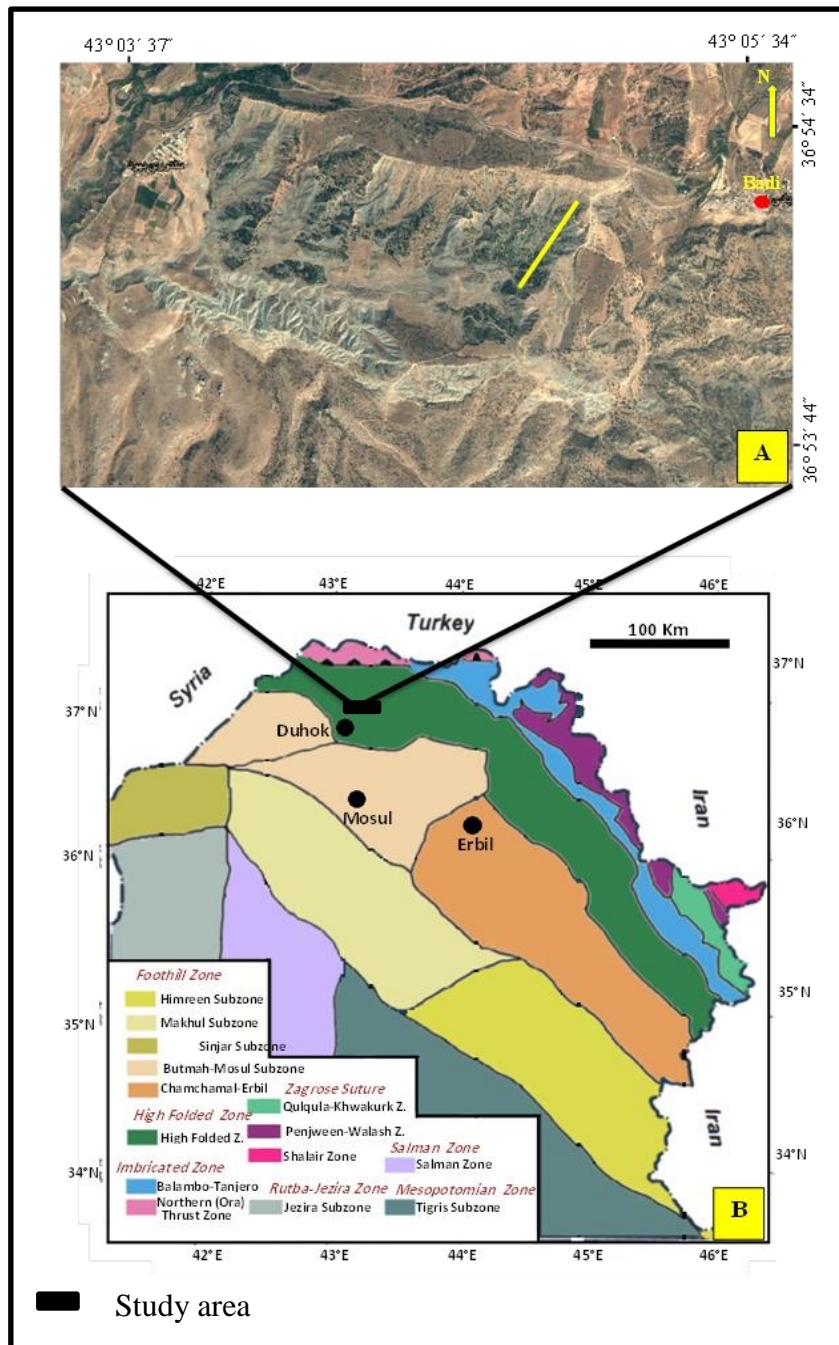 43° 03´ 37˝
43° 05´ 34˝
N
36° 54´ 34˝
Badi
36° 53´ 44˝
A
42°E
43°E
44°E
45°E
46°E
Turkey
100 Km
37°N
Syria
37°N
Duhok
Iran
Mosul
Erbil
36°N
36°N
35°N
Foothill Zone
Himreen Subzone
Makhul Subzone
35°N
Sinjar Subzone
Butmah-Mosul Subzone
Chamchamal-Erbil
Zagrose Suture
Qulqula-Khwakurk Z.
Iran
High Folded Zone
Penjween-Walash Z.
High Folded Z.
Salman Zone
34°N
Shalair Zone
Salman Zone
34°N
Imbricated Zone
Balambo-Tanjero
Rutba-Jezira Zone
Mesopotomian Zone
Northern (Ora)
Thrust Zone
Jezira Subzone
Tigris Subzone
B
42°E
43°E
44°E
45°E
46°E
Study area